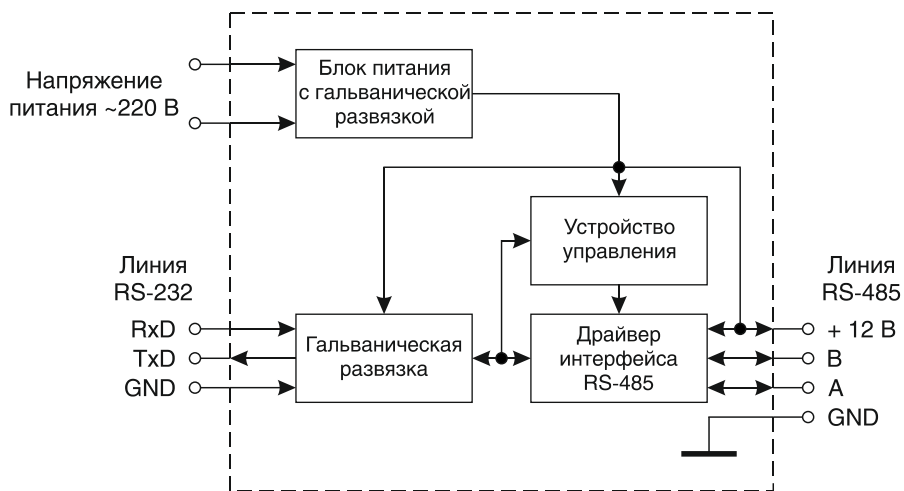 Напряжение
питания ~220 В
Блок питания
с гальванической
развязкой
Устройство
управления
Линия
RS-232
RxD
TxD
GND
Гальваническая
развязка
Драйвер
интерфейса
RS-485
Линия
RS-485
+ 12 В
B
A
GND